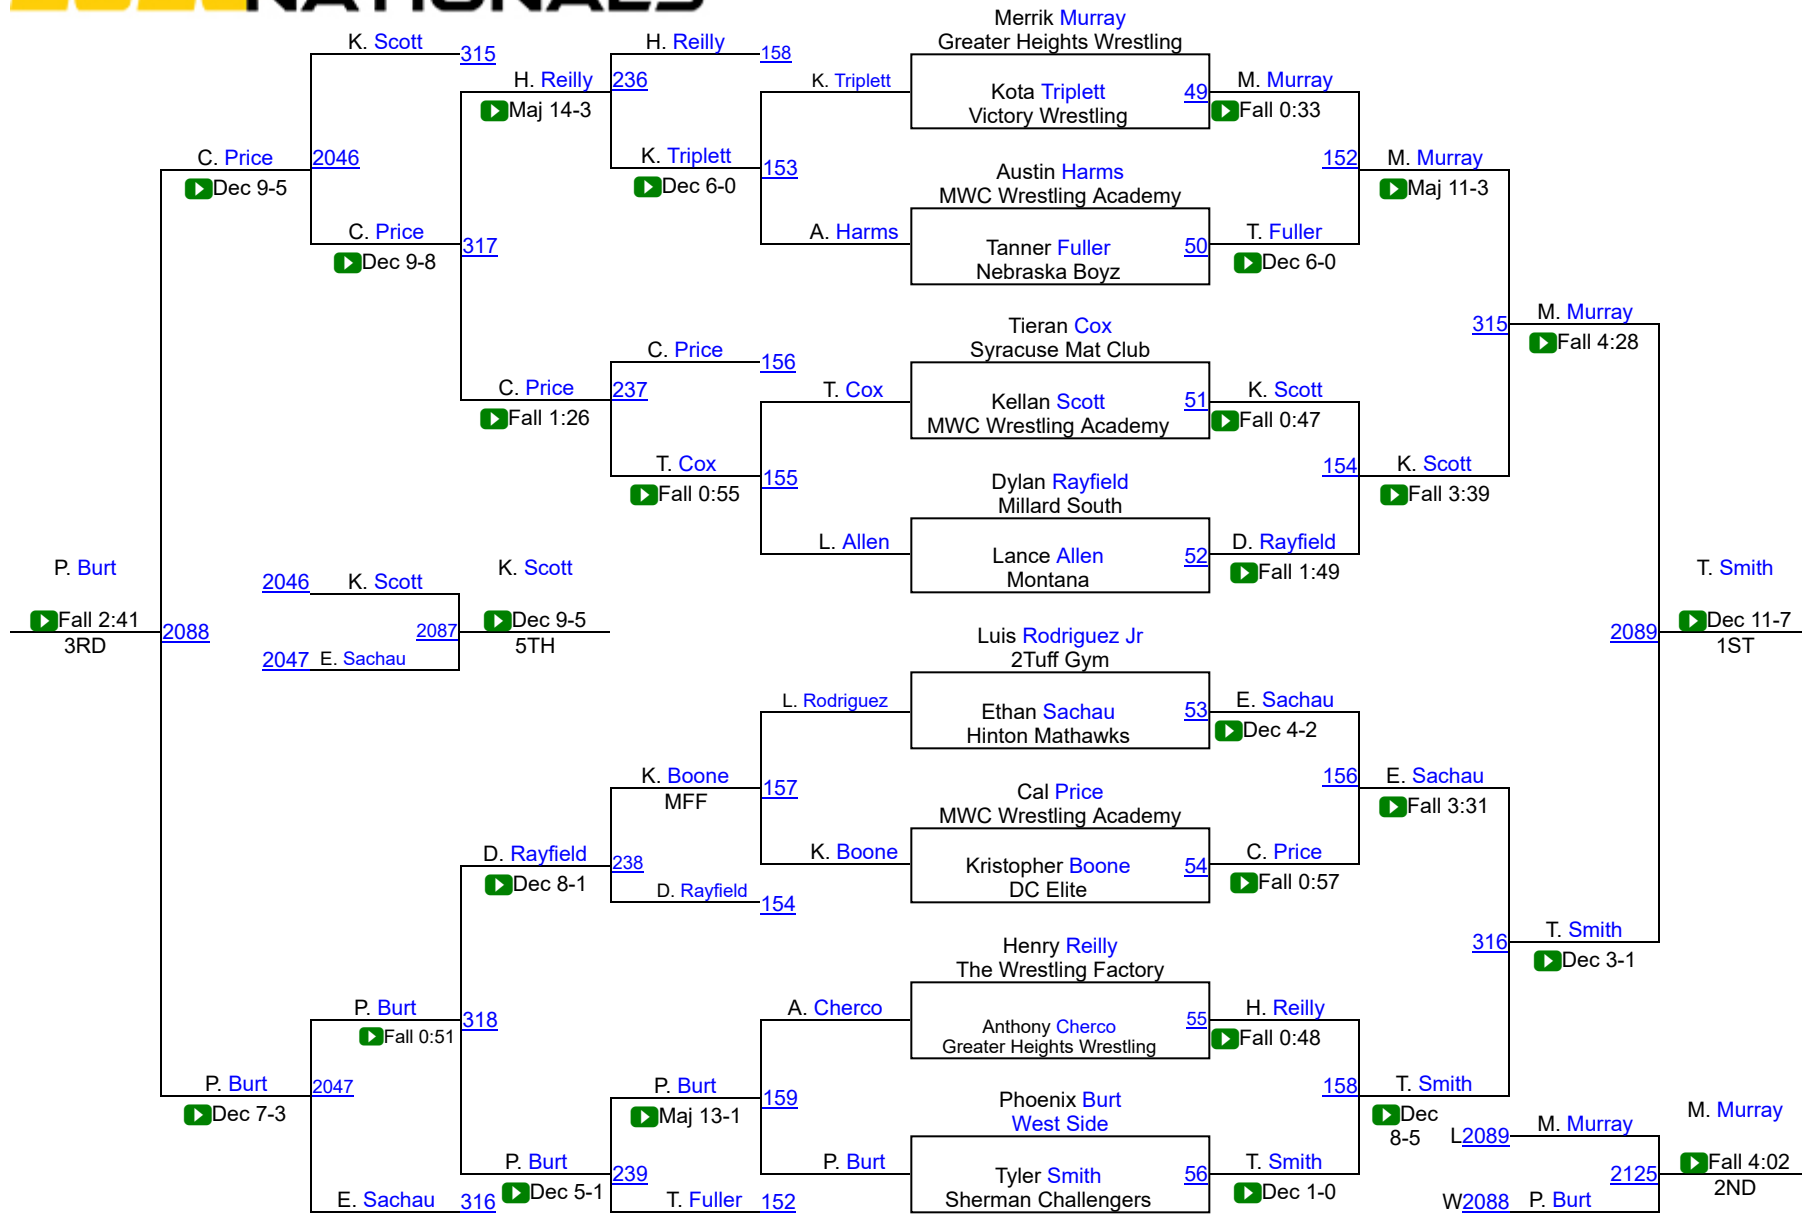 NATIONALS
Merrik Murray
K. Scott
H. Reilly
Greater Heights Wrestling
315
158
H. Reilly
236
K. Triplett
M. Murray
Kota Triplett
49
Maj 14-3
Fall 0:33
Victory Wrestling
C. Price
2046
K. Triplett
152
M. Murray
153
Austin Harms
Dec 9-5
Dec 6-0
MWC Wrestling Academy
Maj 11-3
C. Price
317
A. Harms
T. Fuller
Tanner Fuller
50
Dec 9-8
Dec 6-0
Nebraska Boyz
M. Murray
315
Tieran Cox
Fall 4:28
C. Price
Syracuse Mat Club
156
C. Price
237
T. Cox
K. Scott
Kellan Scott
51
Fall 1:26
Fall 0:47
MWC Wrestling Academy
T. Cox
154
K. Scott
155
Dylan Rayfield
Fall 0:55
Fall 3:39
Millard South
L. Allen
D. Rayfield
Lance Allen
52
P. Burt
K. Scott
T. Smith
Fall 1:49
2046
K. Scott
Montana
Fall 2:41
Dec 9-5
Dec 11-7
2088
2087
2089
3RD
5TH
1ST
Luis Rodriguez Jr
2047
E. Sachau
2Tuff Gym
L. Rodriguez
E. Sachau
Ethan Sachau
53
Dec 4-2
Hinton Mathawks
K. Boone
157
156
E. Sachau
MFF
Cal Price
Fall 3:31
MWC Wrestling Academy
D. Rayfield
238
K. Boone
C. Price
Kristopher Boone
54
Dec 8-1
Fall 0:57
D. Rayfield
154
DC Elite
T. Smith
316
Henry Reilly
Dec 3-1
The Wrestling Factory
P. Burt
318
A. Cherco
H. Reilly
Anthony Cherco
55
Fall 0:51
Fall 0:48
Greater Heights Wrestling
P. Burt
2047
P. Burt
159
158
T. Smith
Dec 7-3
Maj 13-1
Phoenix Burt
Dec
8-5
West Side
M. Murray
M. Murray
L2089
P. Burt
239
P. Burt
T. Smith
Tyler Smith
56
2125
Fall 4:02
Dec 5-1
Dec 1-0
2ND
E. Sachau
316
T. Fuller
152
Sherman Challengers
W2088
P. Burt